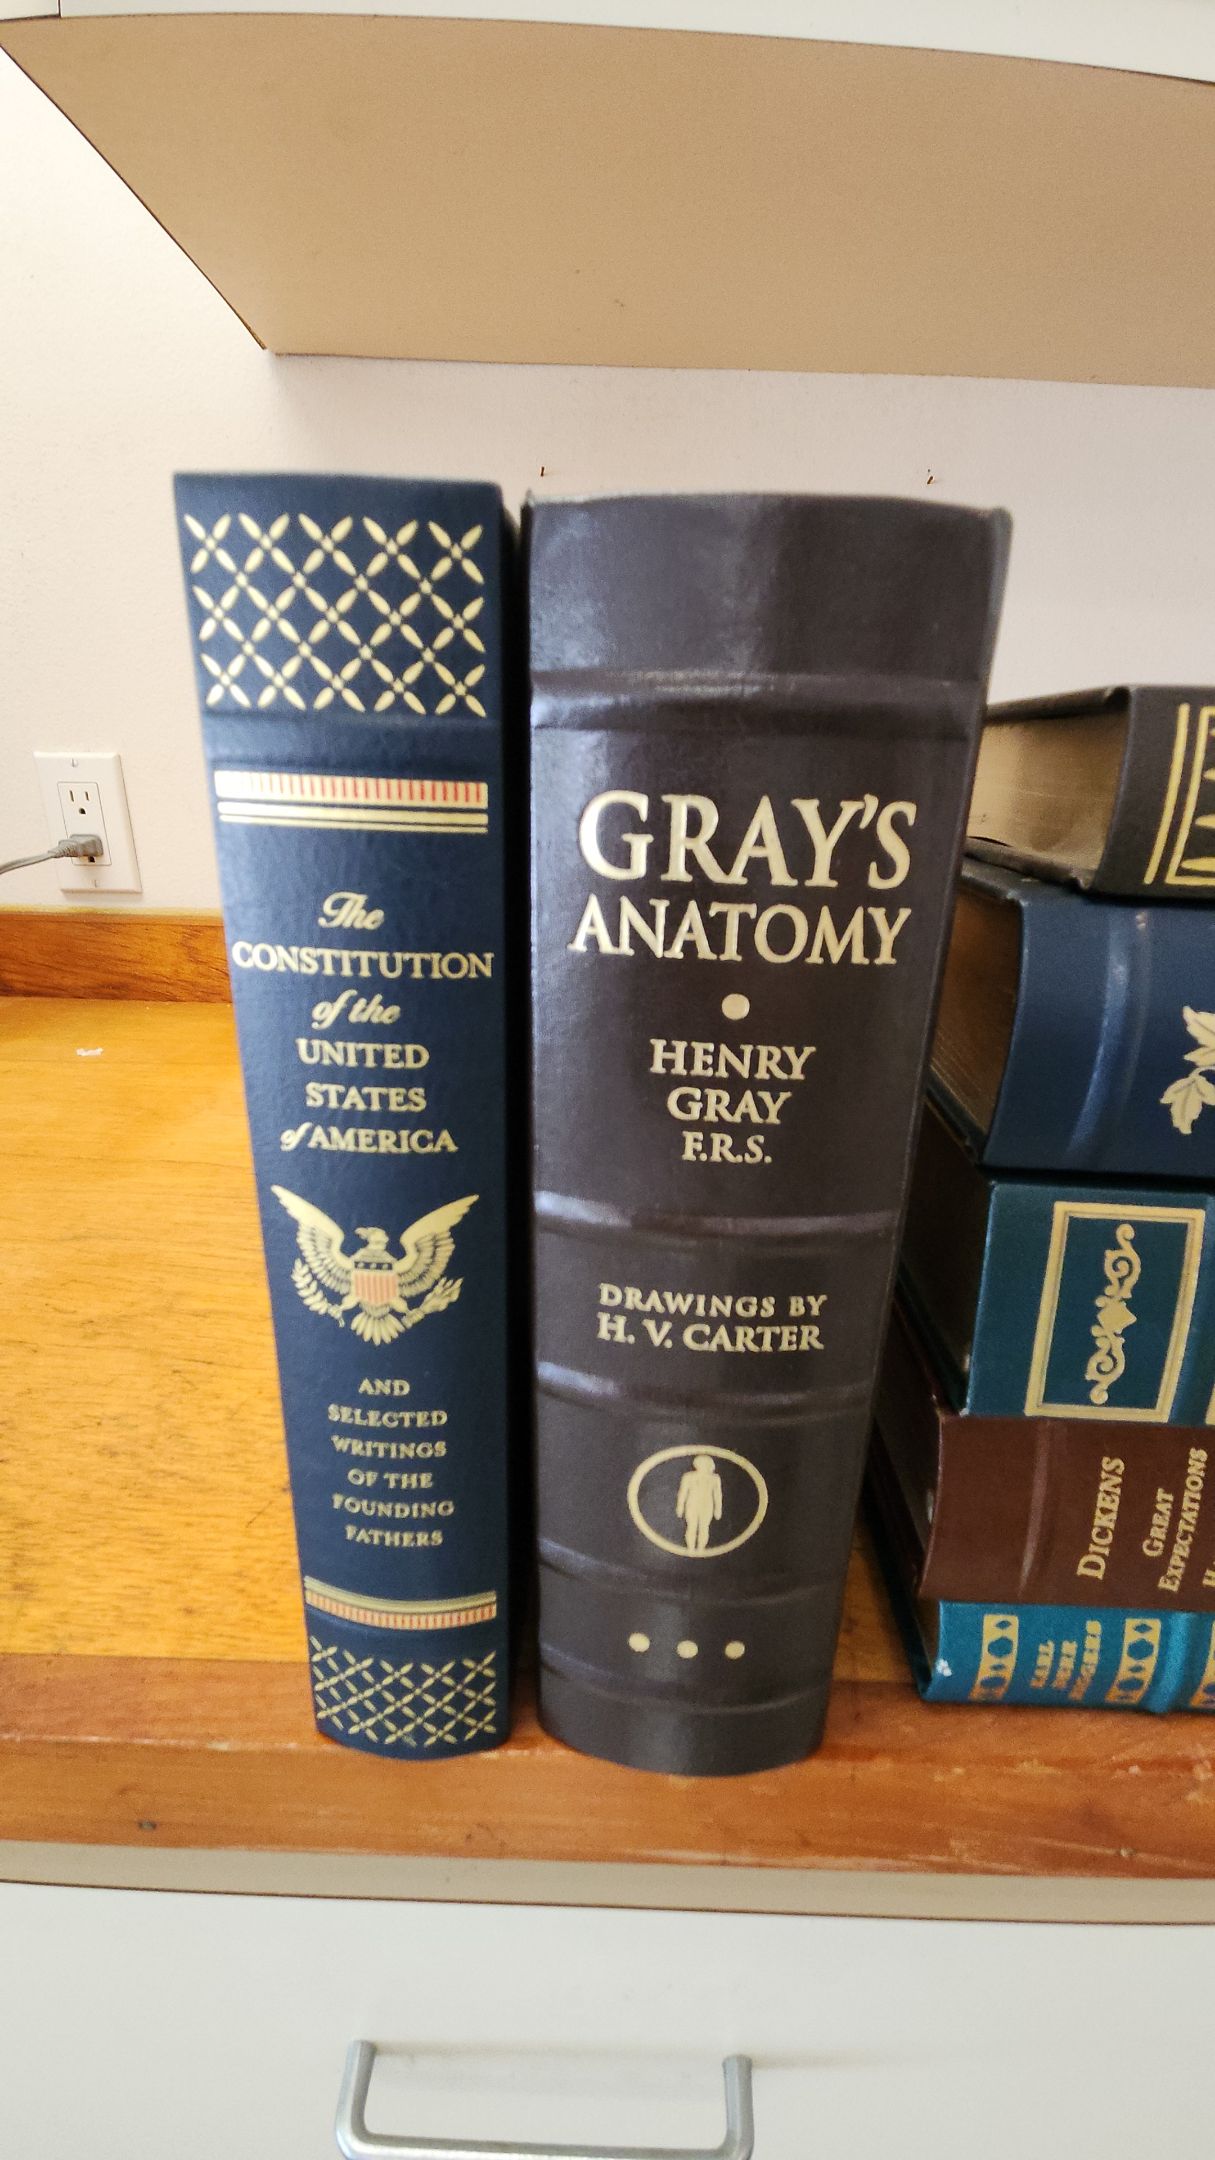 The
CONSTITUTION
of the
UNITED
STATES
of AMERICA
AND
SELECTED
WRITINGS
OF THE
FOUNDING
FATHERS
GRAY'S
ANATOMY
HENRY
GRAY
F.R.S.
DRAWINGS BY
H. V. CARTER
DICKENS
GREAT
EXPECTATIONS